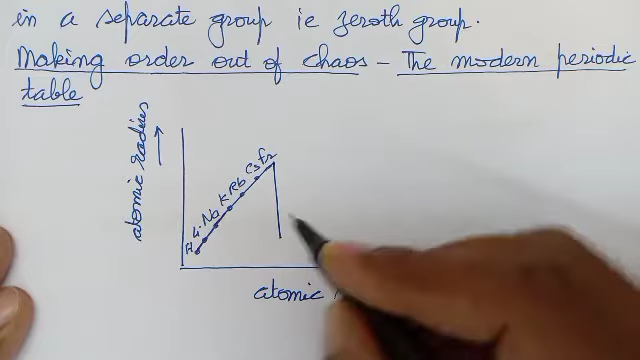 in a separate group ie zeroth group.
Making order out of chaos – The modern periodic
table
atomic radius
H Li Na K Rb Cs Fr
atomic